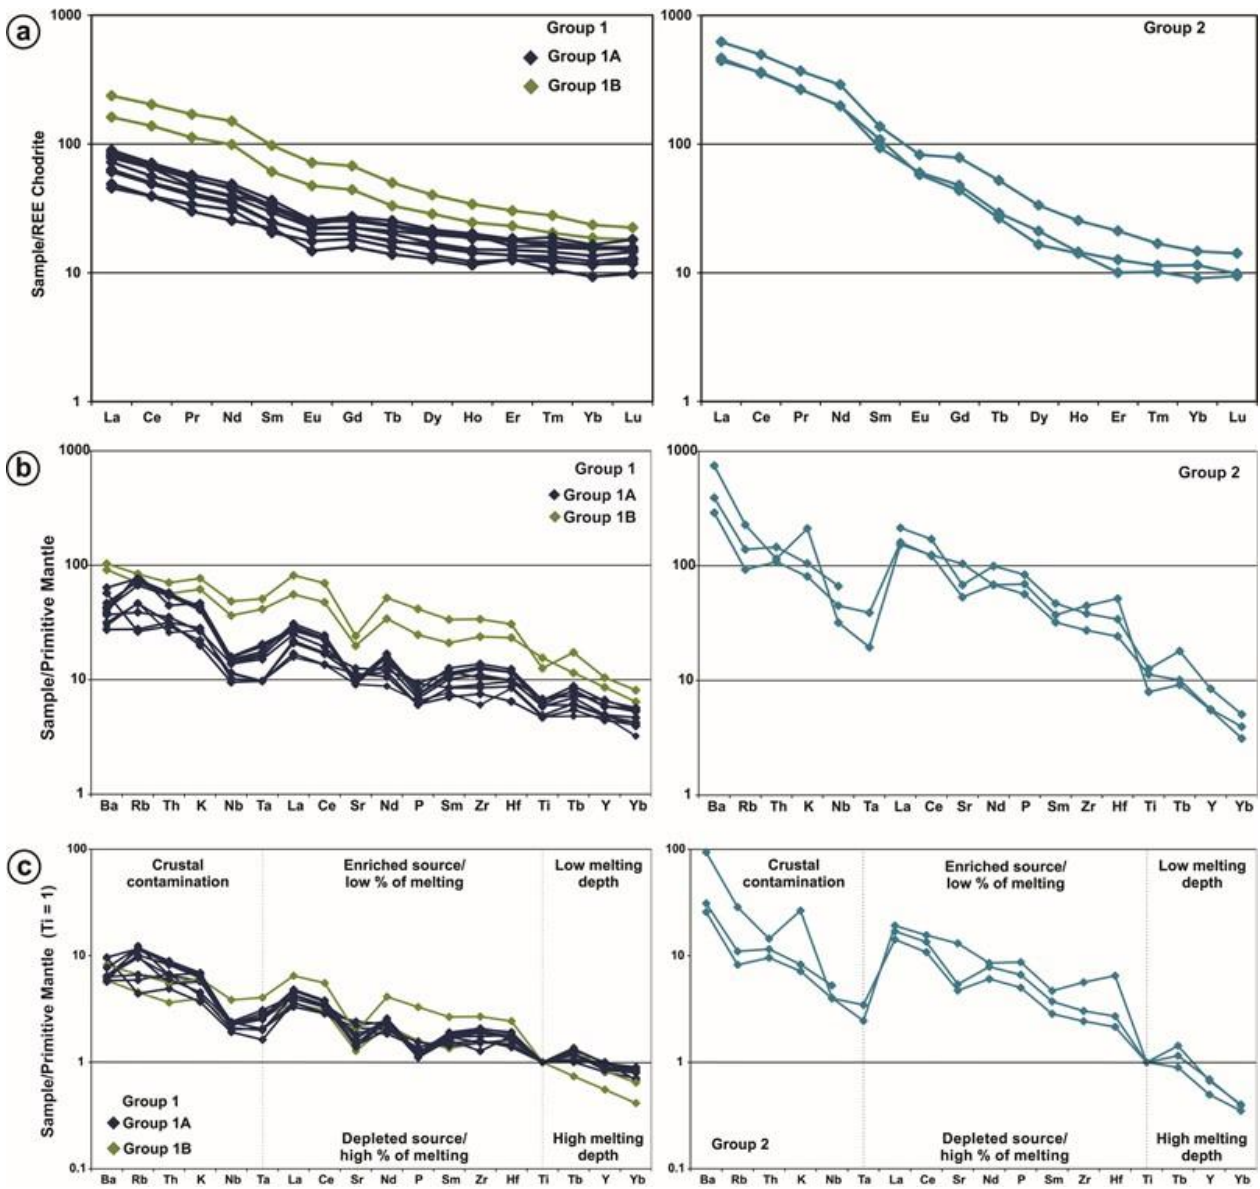 a
1000
100
10
1
Sample/REE Chodrite
Group 1
Group 1A
Group 1B
La Ce Pr Nd Sm Eu Gd Tb Dy Ho Er Tm Yb Lu
1000
100
10
1
Group 2
La Ce Pr Nd Sm Eu Gd Tb Dy Ho Er Tm Yb Lu
b
1000
100
10
1
Sample/Primitive Mantle
Group 1
Group 1A
Group 1B
Ba Rb Th K Nb Ta La Ce Sr Nd P Sm Zr Hf Ti Tb Y Yb
1000
100
10
1
Group 2
Ba Rb Th K Nb Ta La Ce Sr Nd P Sm Zr Hf Ti Tb Y Yb
c
100
10
1
0.1
Sample/Primitive Mantle (Ti = 1)
Crustal
contamination
Enriched source/
low % of melting
Low melting
depth
Group 1
Group 1A
Group 1B
Depleted source/
high % of melting
High melting
depth
Ba Rb Th K Nb Ta La Ce Sr Nd P Sm Zr Hf Ti Tb Y Yb
100
10
1
0.1
Crustal
contamination
Enriched source/
low % of melting
Low melting
depth
Group 2
Depleted source/
high % of melting
High melting
depth
Ba Rb Th K Nb Ta La Ce Sr Nd P Sm Zr Hf Ti Tb Y Yb